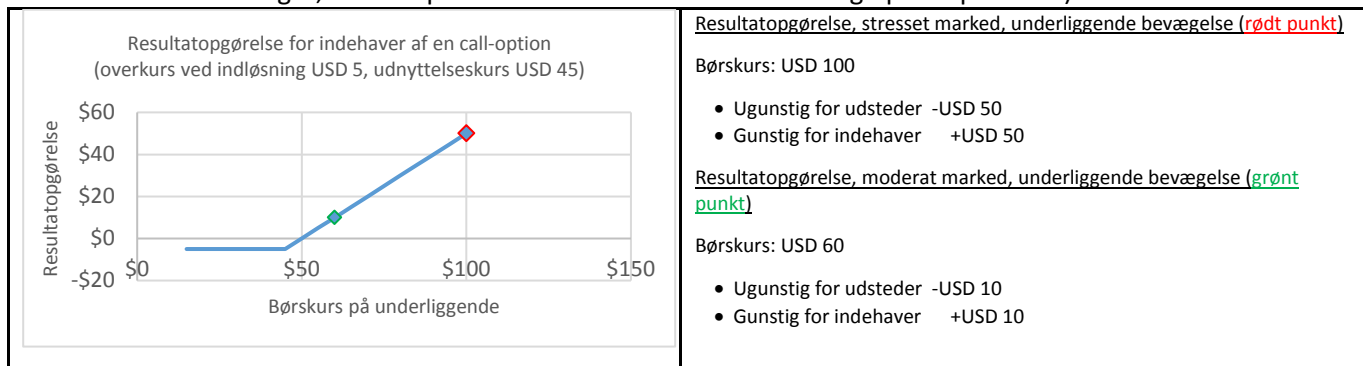 Resultatopgørelse for indehaver af en call-option
(overkurs ved indløsning USD 5, udnyttelseskurs USD 45)
$60
$40
$20
$0
-$20
$0
$50
$100
$150
Resultatopgørelse
Børskurs på underliggende
Resultatopgørelse, stresset marked, underliggende bevægelse (rødt punkt)
Børskurs: USD 100
• Ugunstig for udsteder -USD 50
• Gunstig for indehaver +USD 50
Resultatopgørelse, moderat marked, underliggende bevægelse (grønt
punkt)
Børskurs: USD 60
• Ugunstig for udsteder -USD 10
• Gunstig for indehaver +USD 10